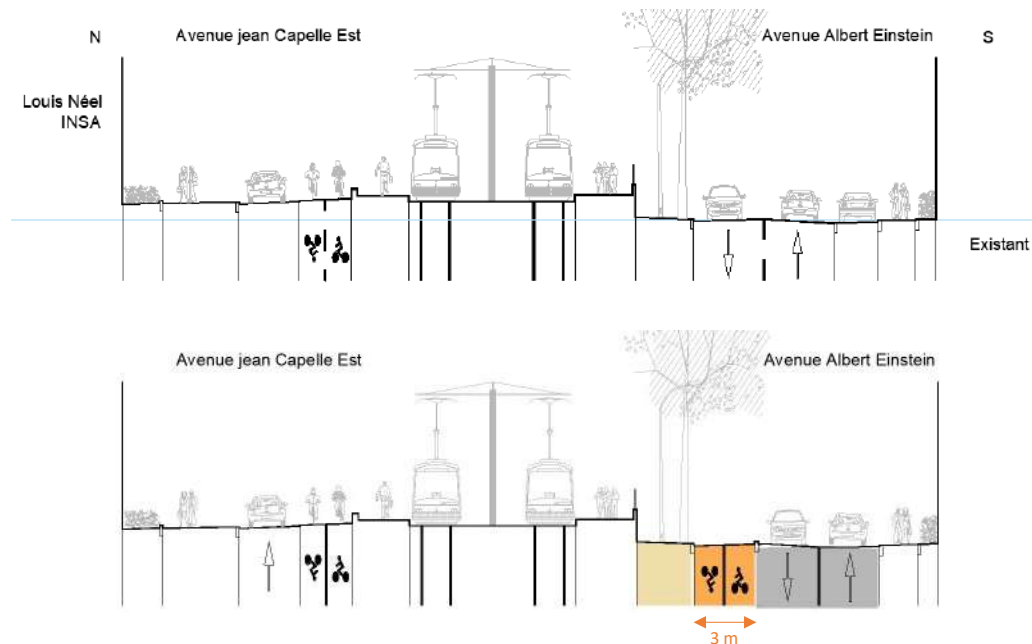 N
Avenue jean Capelle Est
Avenue Albert Einstein
S
Louis Néel
INSA
Existant
Avenue jean Capelle Est
Avenue Albert Einstein
3 m